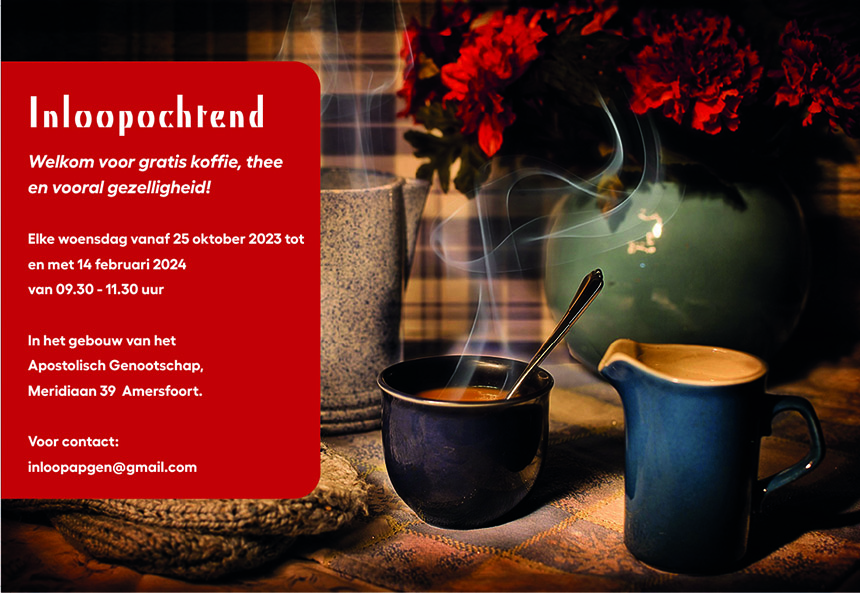 Inloopochtend
Welkom voor gratis koffie, thee
en vooral gezelligheid!
Elke woensdag vanaf 25 oktober 2023 tot
en met 14 februari 2024
van 09.30 - 11.30 uur
In het gebouw van het
Apostolisch Genootschap,
Meridiaan 39 Amersfoort.
Voor contact:
inloopapgen@gmail.com